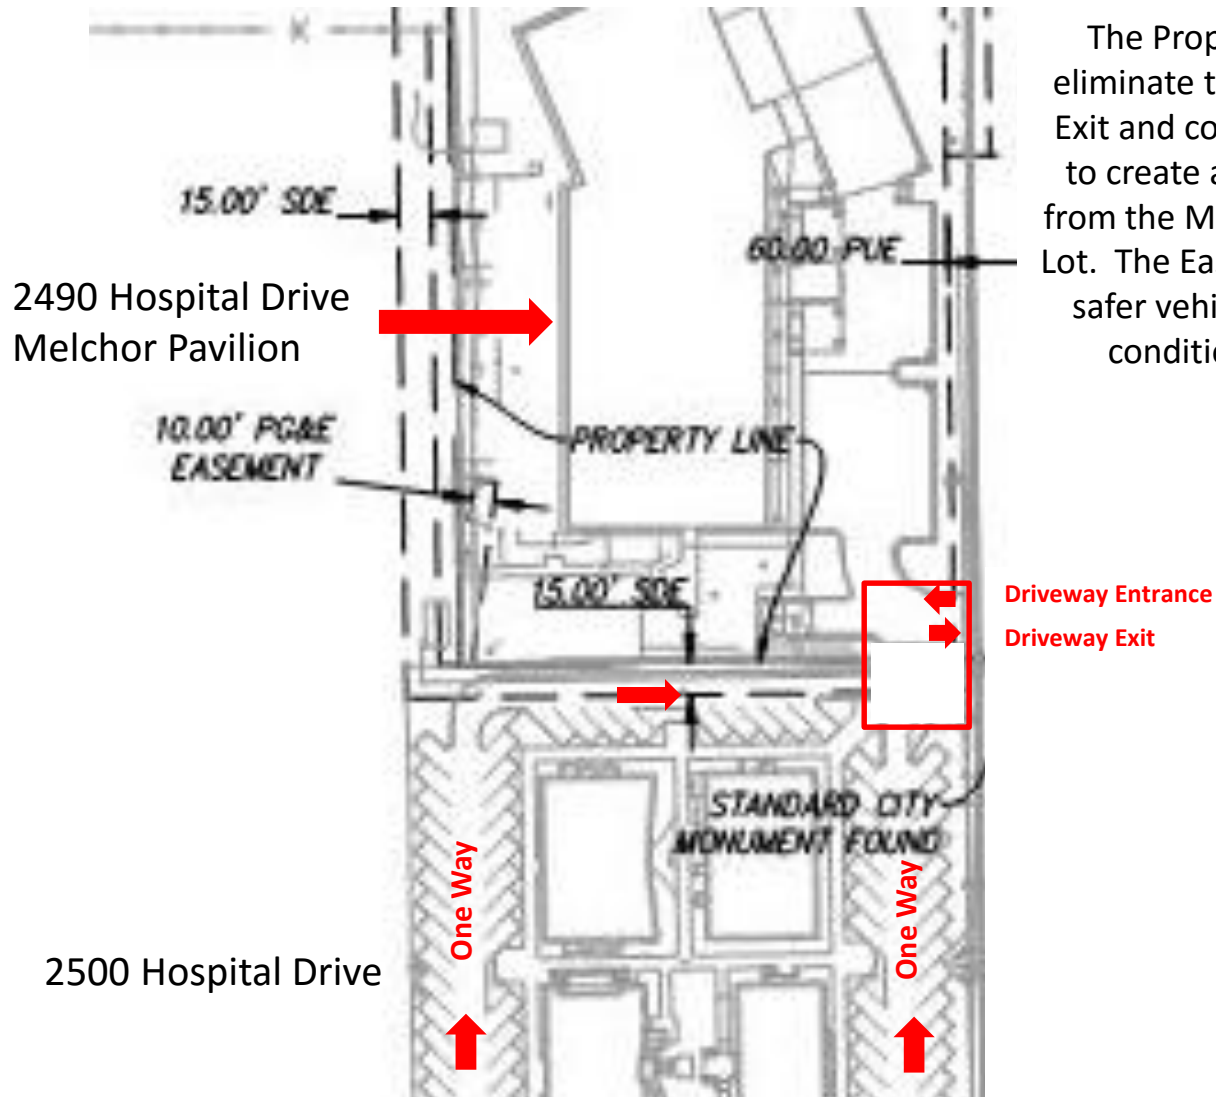 The Prop
eliminate t
Exit and co
to create a
from the M
Lot. The Ea
safer vehi
conditi
K
15.00' SDE
60.00 PUE
2490 Hospital Drive
Melchor Pavilion
10.00' PG&E
EASEMENT
PROPERTY LINE
15.00' SDE
Driveway Entrance
Driveway Exit
STANDARD CITY
MONUMENT FOUND
One Way
One Way
2500 Hospital Drive